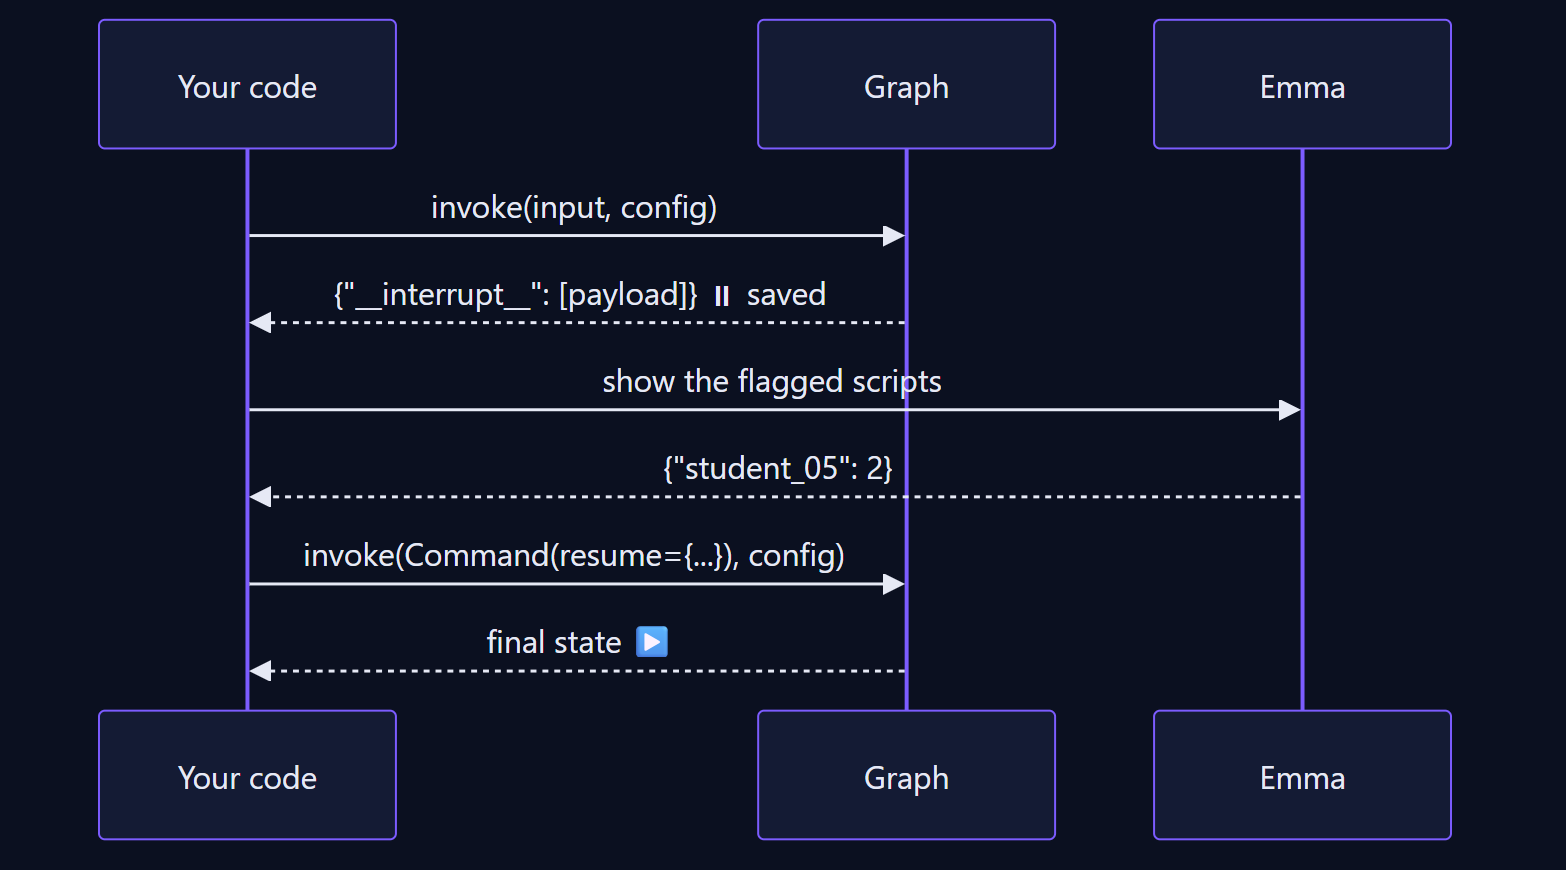 Your code
Graph
Emma
invoke(input, config)
{"__interrupt__": [payload]} ⏸ saved
show the flagged scripts
{"student_05": 2}
invoke(Command(resume={...}), config)
final state ▶️
Your code
Graph
Emma